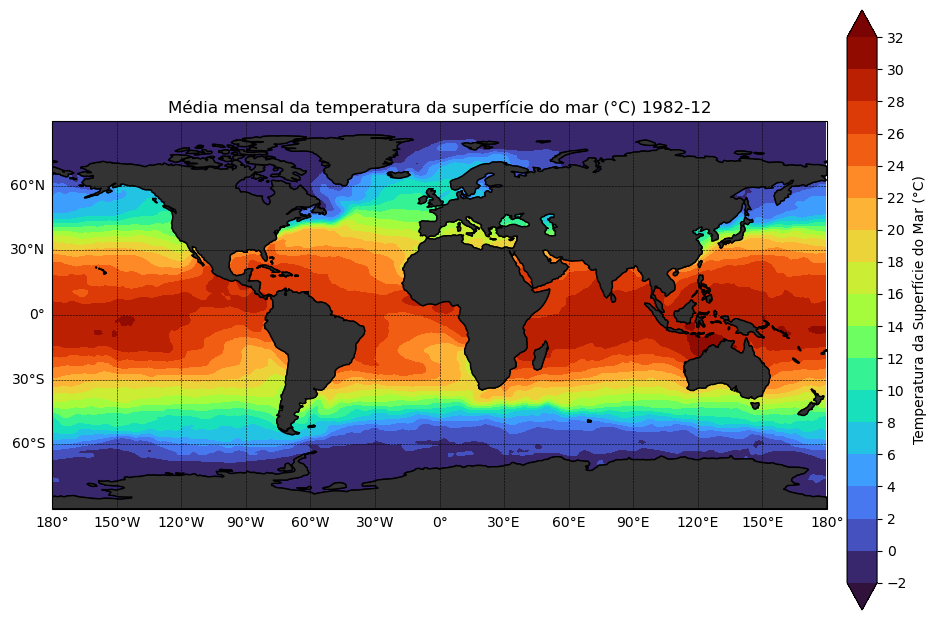 Média mensal da temperatura da superfície do mar (°C) 1982-12
60°N
30°N
0°
30°S
60°S
180° 150°W 120°W 90°W 60°W 30°W 0° 30°E 60°E 90°E 120°E 150°E 180°
32
30
28
26
24
22
20
18
16
14
12
10
8
6
4
2
0
−2
Temperatura da Superfície do Mar (°C)